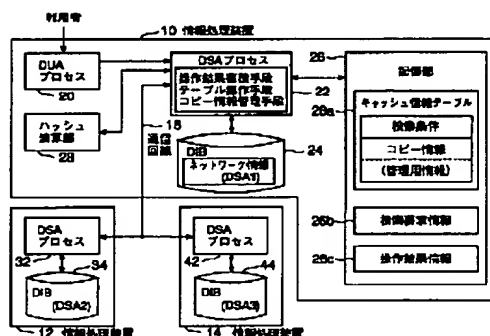 利用者
10 情報処理装置
DUA
プロセス
20
ハッシュ
演算部
28
DSAプロセス
操作結果蓄積手段
テーブル操作手段
コピー情報管理手段
22
18
通信
回線
DIB
ネットワーク情報
(DSA1)
24
26
記憶部
26a
キャッシュ情報テーブル
検索条件
コピー情報
(管理用情報)
26b
検索要求情報
26c
操作結果情報
DSA
プロセス
32
34
DIB
(DSA2)
12 情報処理装置
DSA
プロセス
42
44
DIB
(DSA3)
14 情報処理装置